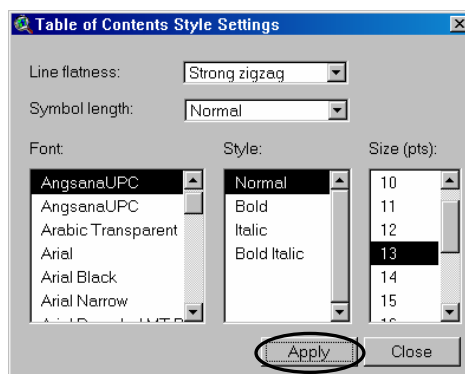 Table of Contents Style Settings
Line flatness: Strong zigzag
Symbol length: Normal
Font: Style: Size (pts):
AngsanaUPC Normal 10
AngsanaUPC Bold 11
Arabic Transparent Italic 12
Arial Bold Italic 13
Arial Black 14
Arial Narrow 15
Apply Close